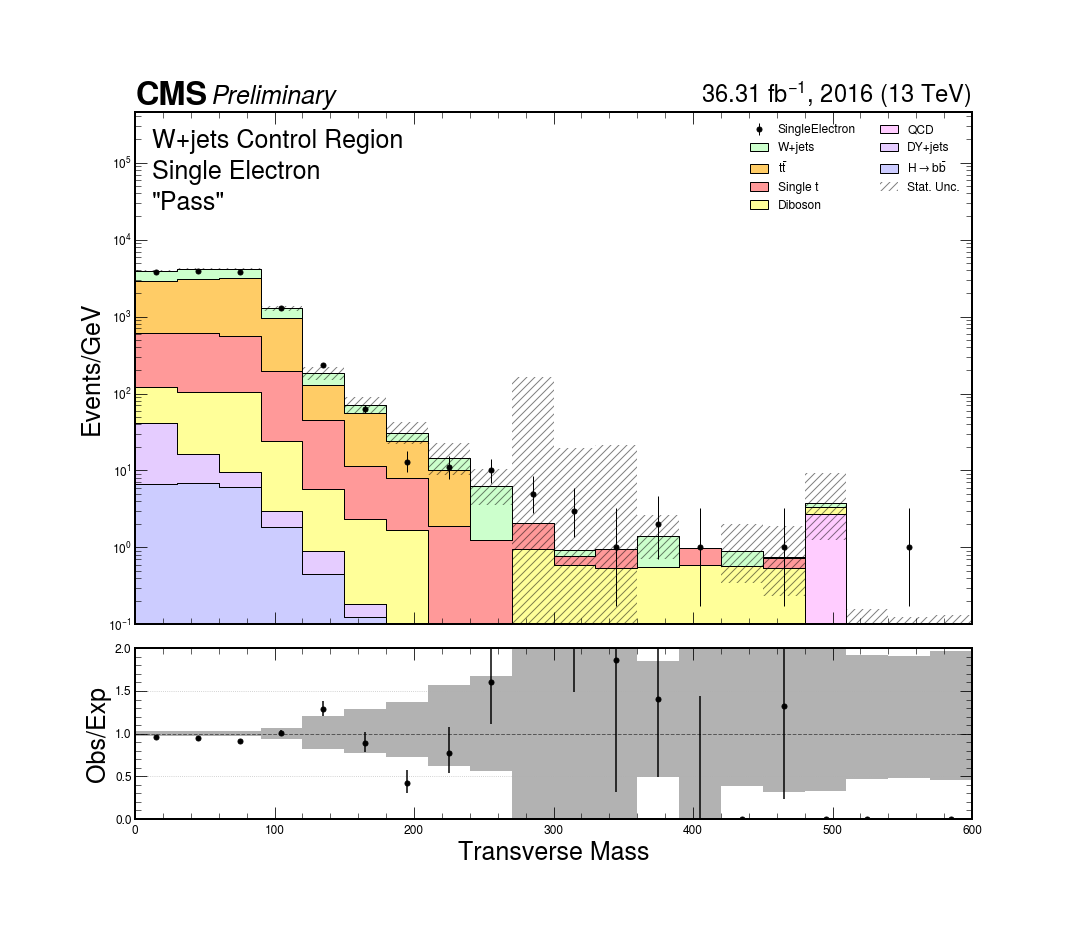 CMS Preliminary
36.31 fb⁻¹, 2016 (13 TeV)
W+jets Control Region
Single Electron
"Pass"
SingleElectron
W+jets
tt̄
Single t
Diboson
QCD
DY+jets
H→bb̄
Stat. Unc.
Events/GeV
10⁵
10⁴
10³
10²
10¹
10⁰
10⁻¹
Obs/Exp
2.0
1.5
1.0
0.5
0.0
0 100 200 300 400 500 600
Transverse Mass